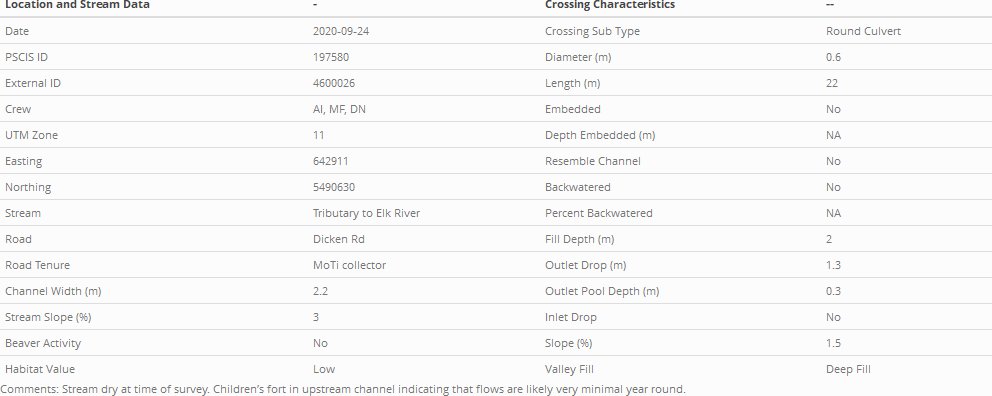 Location and Stream Data - Crossing Characteristics --
Date 2020-09-24 Crossing Sub Type Round Culvert
PSCIS ID 197580 Diameter (m) 0.6
External ID 4600026 Length (m) 22
Crew AI, MF, DN Embedded No
UTM Zone 11 Depth Embedded (m) NA
Easting 642911 Resemble Channel No
Northing 5490630 Backwatered No
Stream Tributary to Elk River Percent Backwatered NA
Road Dicken Rd Fill Depth (m) 2
Road Tenure MoTi collector Outlet Drop (m) 1.3
Channel Width (m) 2.2 Outlet Pool Depth (m) 0.3
Stream Slope (%) 3 Inlet Drop No
Beaver Activity No Slope (%) 1.5
Habitat Value Low Valley Fill Deep Fill
Comments: Stream dry at time of survey. Children’s fort in upstream channel indicating that flows are likely very minimal year round.